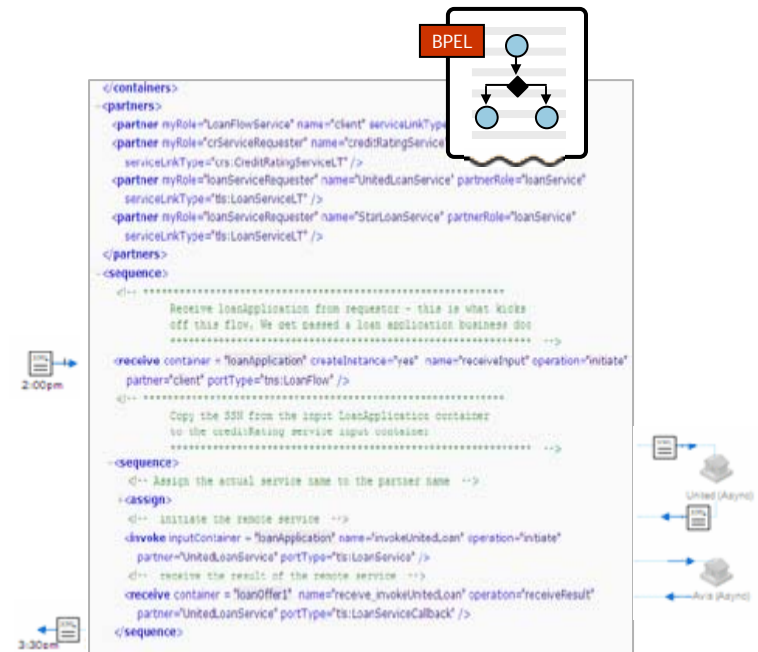 BPEL
</containers>
-<partners>
<partner myRole="LoanFlowService" name="client" serviceLinkType
<partner myRole="crServiceRequester" name="creditRatingService
serviceLinkType="crs:CreditRatingServiceLT" />
<partner myRole="loanServiceRequester" name="UnitedLoanService" partnerRole="loanService"
serviceLinkType="tls:LoanServiceLT" />
<partner myRole="loanServiceRequester" name="StarLoanService" partnerRole="loanService"
serviceLinkType="tls:LoanServiceLT" />
</partners>
-<sequence>
<!-- ******************************************************
Receive loanApplication from requestor - this is what kicks
off this flow. We get passed a loan application business doc
****************************************************** -->
<receive container = "loanApplication" createInstance="yes" name="receiveInput" operation="initiate"
partner="client" portType="tns:LoanFlow" />
2:00pm
<!-- ******************************************************
Copy the SSN from the input LoanApplication container
to the creditRating service input container
****************************************************** -->
-<sequence>
<!-- Assign the actual service name to the partner name -->
+<assign>
<!-- initiate the remote service -->
<invoke inputContainer = "loanApplication" name="invokeUnitedLoan" operation="initiate"
partner="UnitedLoanService" portType="tls:LoanService" />
<!-- receive the result of the remote service -->
<receive container = "loanOffer1" name="receive_invokeUnitedLoan" operation="receiveResult"
partner="UnitedLoanService" portType="tls:LoanServiceCallback" />
</sequence>
3:30pm
United (Async)
Avis (Async)